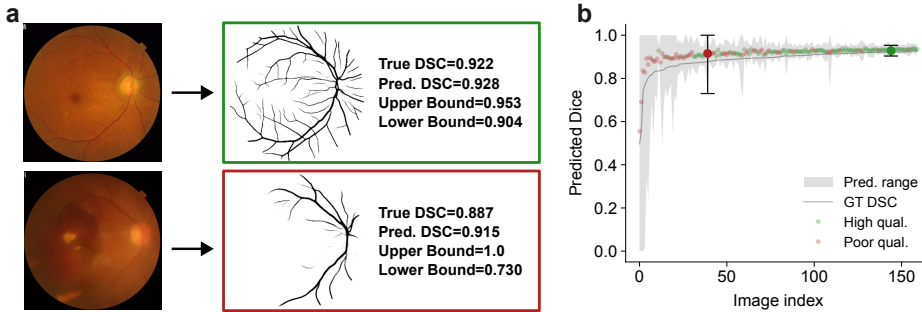 a
True DSC=0.922
Pred. DSC=0.928
Upper Bound=0.953
Lower Bound=0.904
True DSC=0.887
Pred. DSC=0.915
Upper Bound=1.0
Lower Bound=0.730
b
Predicted Dice
1.0
0.8
0.6
0.4
0.2
0.0
Pred. range
GT DSC
High qual.
Poor qual.
0
50
100
150
Image index